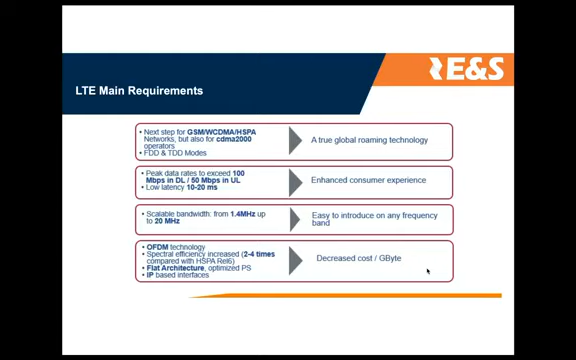 E&S
LTE Main Requirements
• Next step for GSM/WCDMA/HSPA
Networks, but also for cdma2000
operators
• FDD & TDD Modes
A true global roaming technology
• Peak data rates to exceed 100
Mbps in DL / 50 Mbps in UL
• Low latency 10-20 ms
Enhanced consumer experience
• Scalable bandwidth: from 1.4MHz up
to 20 MHz
Easy to introduce on any frequency
band
• OFDM technology
• Spectral efficiency increased (2-4 times
compared with HSPA Rel6)
• Flat Architecture, optimized PS
• IP based interfaces
Decreased cost / GByte